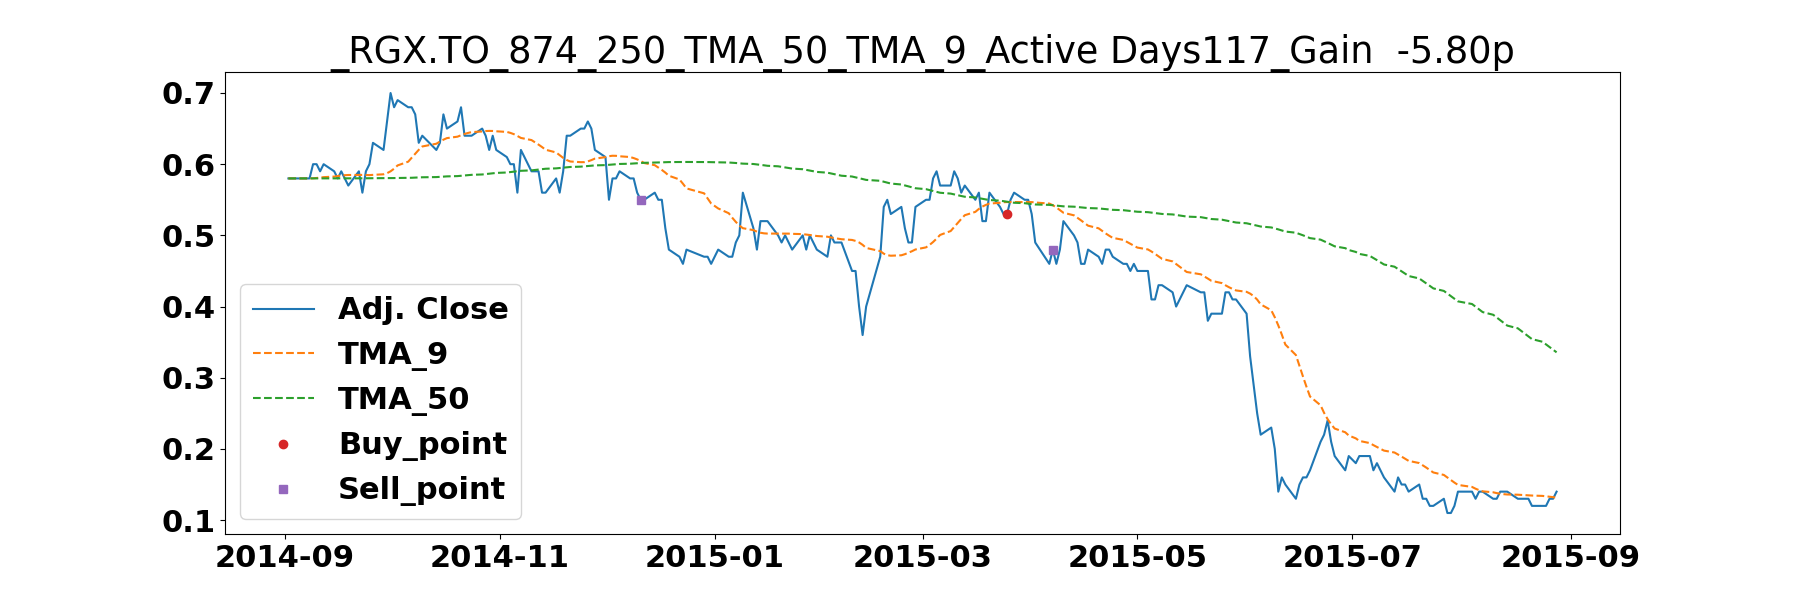 _RGX.TO_874_250_TMA_50_TMA_9_Active Days117_Gain  -5.80p
0.7
0.6
0.5
0.4
0.3
0.2
0.1
Adj. Close
TMA_9
TMA_50
Buy_point
Sell_point
2014-09 2014-11 2015-01 2015-03 2015-05 2015-07 2015-09